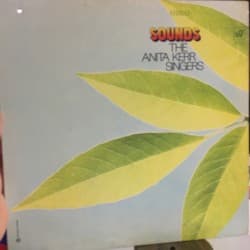 SOUNDS
THE
ANITA KERR
SINGERS